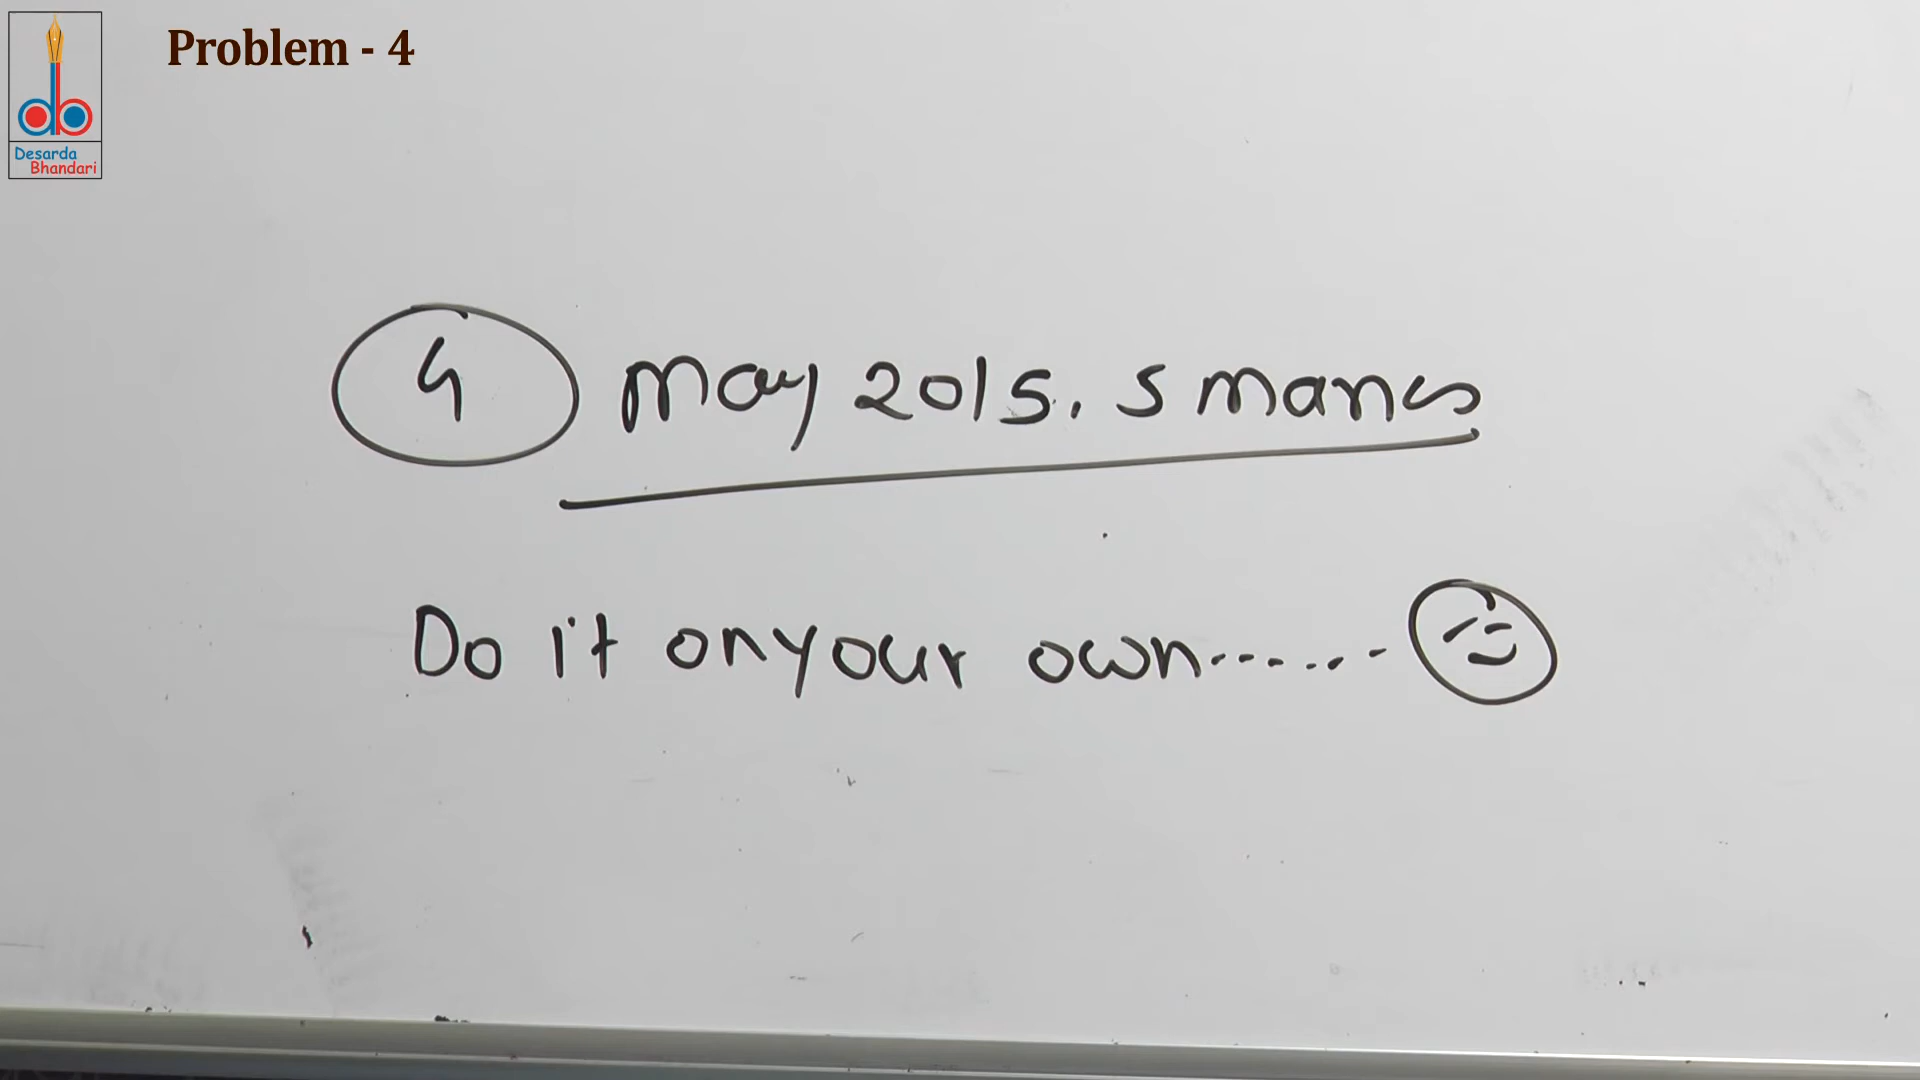 Problem - 4
Desarda
Bhandari
4 May 2015. 5 Marks
Do it on your own......